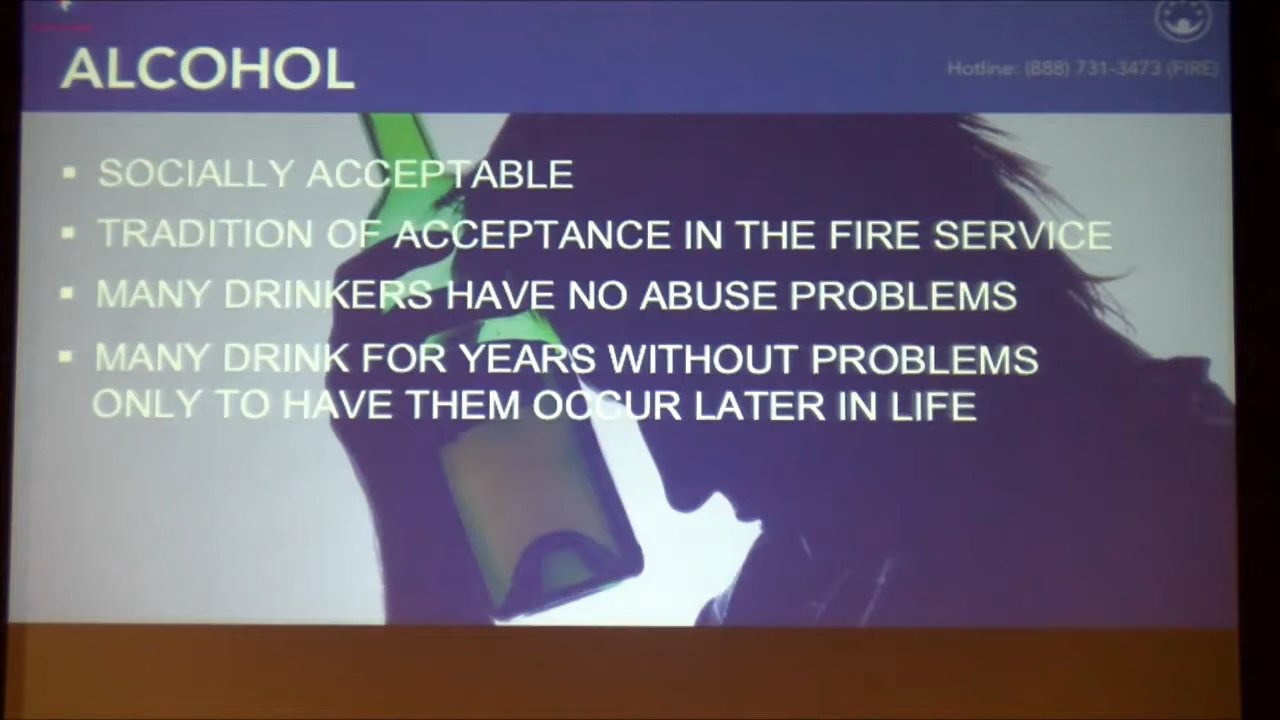 ALCOHOL
Hotline: (888) 731-3473 (FIRE)
▪ SOCIALLY ACCEPTABLE
▪ TRADITION OF ACCEPTANCE IN THE FIRE SERVICE
▪ MANY DRINKERS HAVE NO ABUSE PROBLEMS
▪ MANY DRINK FOR YEARS WITHOUT PROBLEMS
ONLY TO HAVE THEM OCCUR LATER IN LIFE